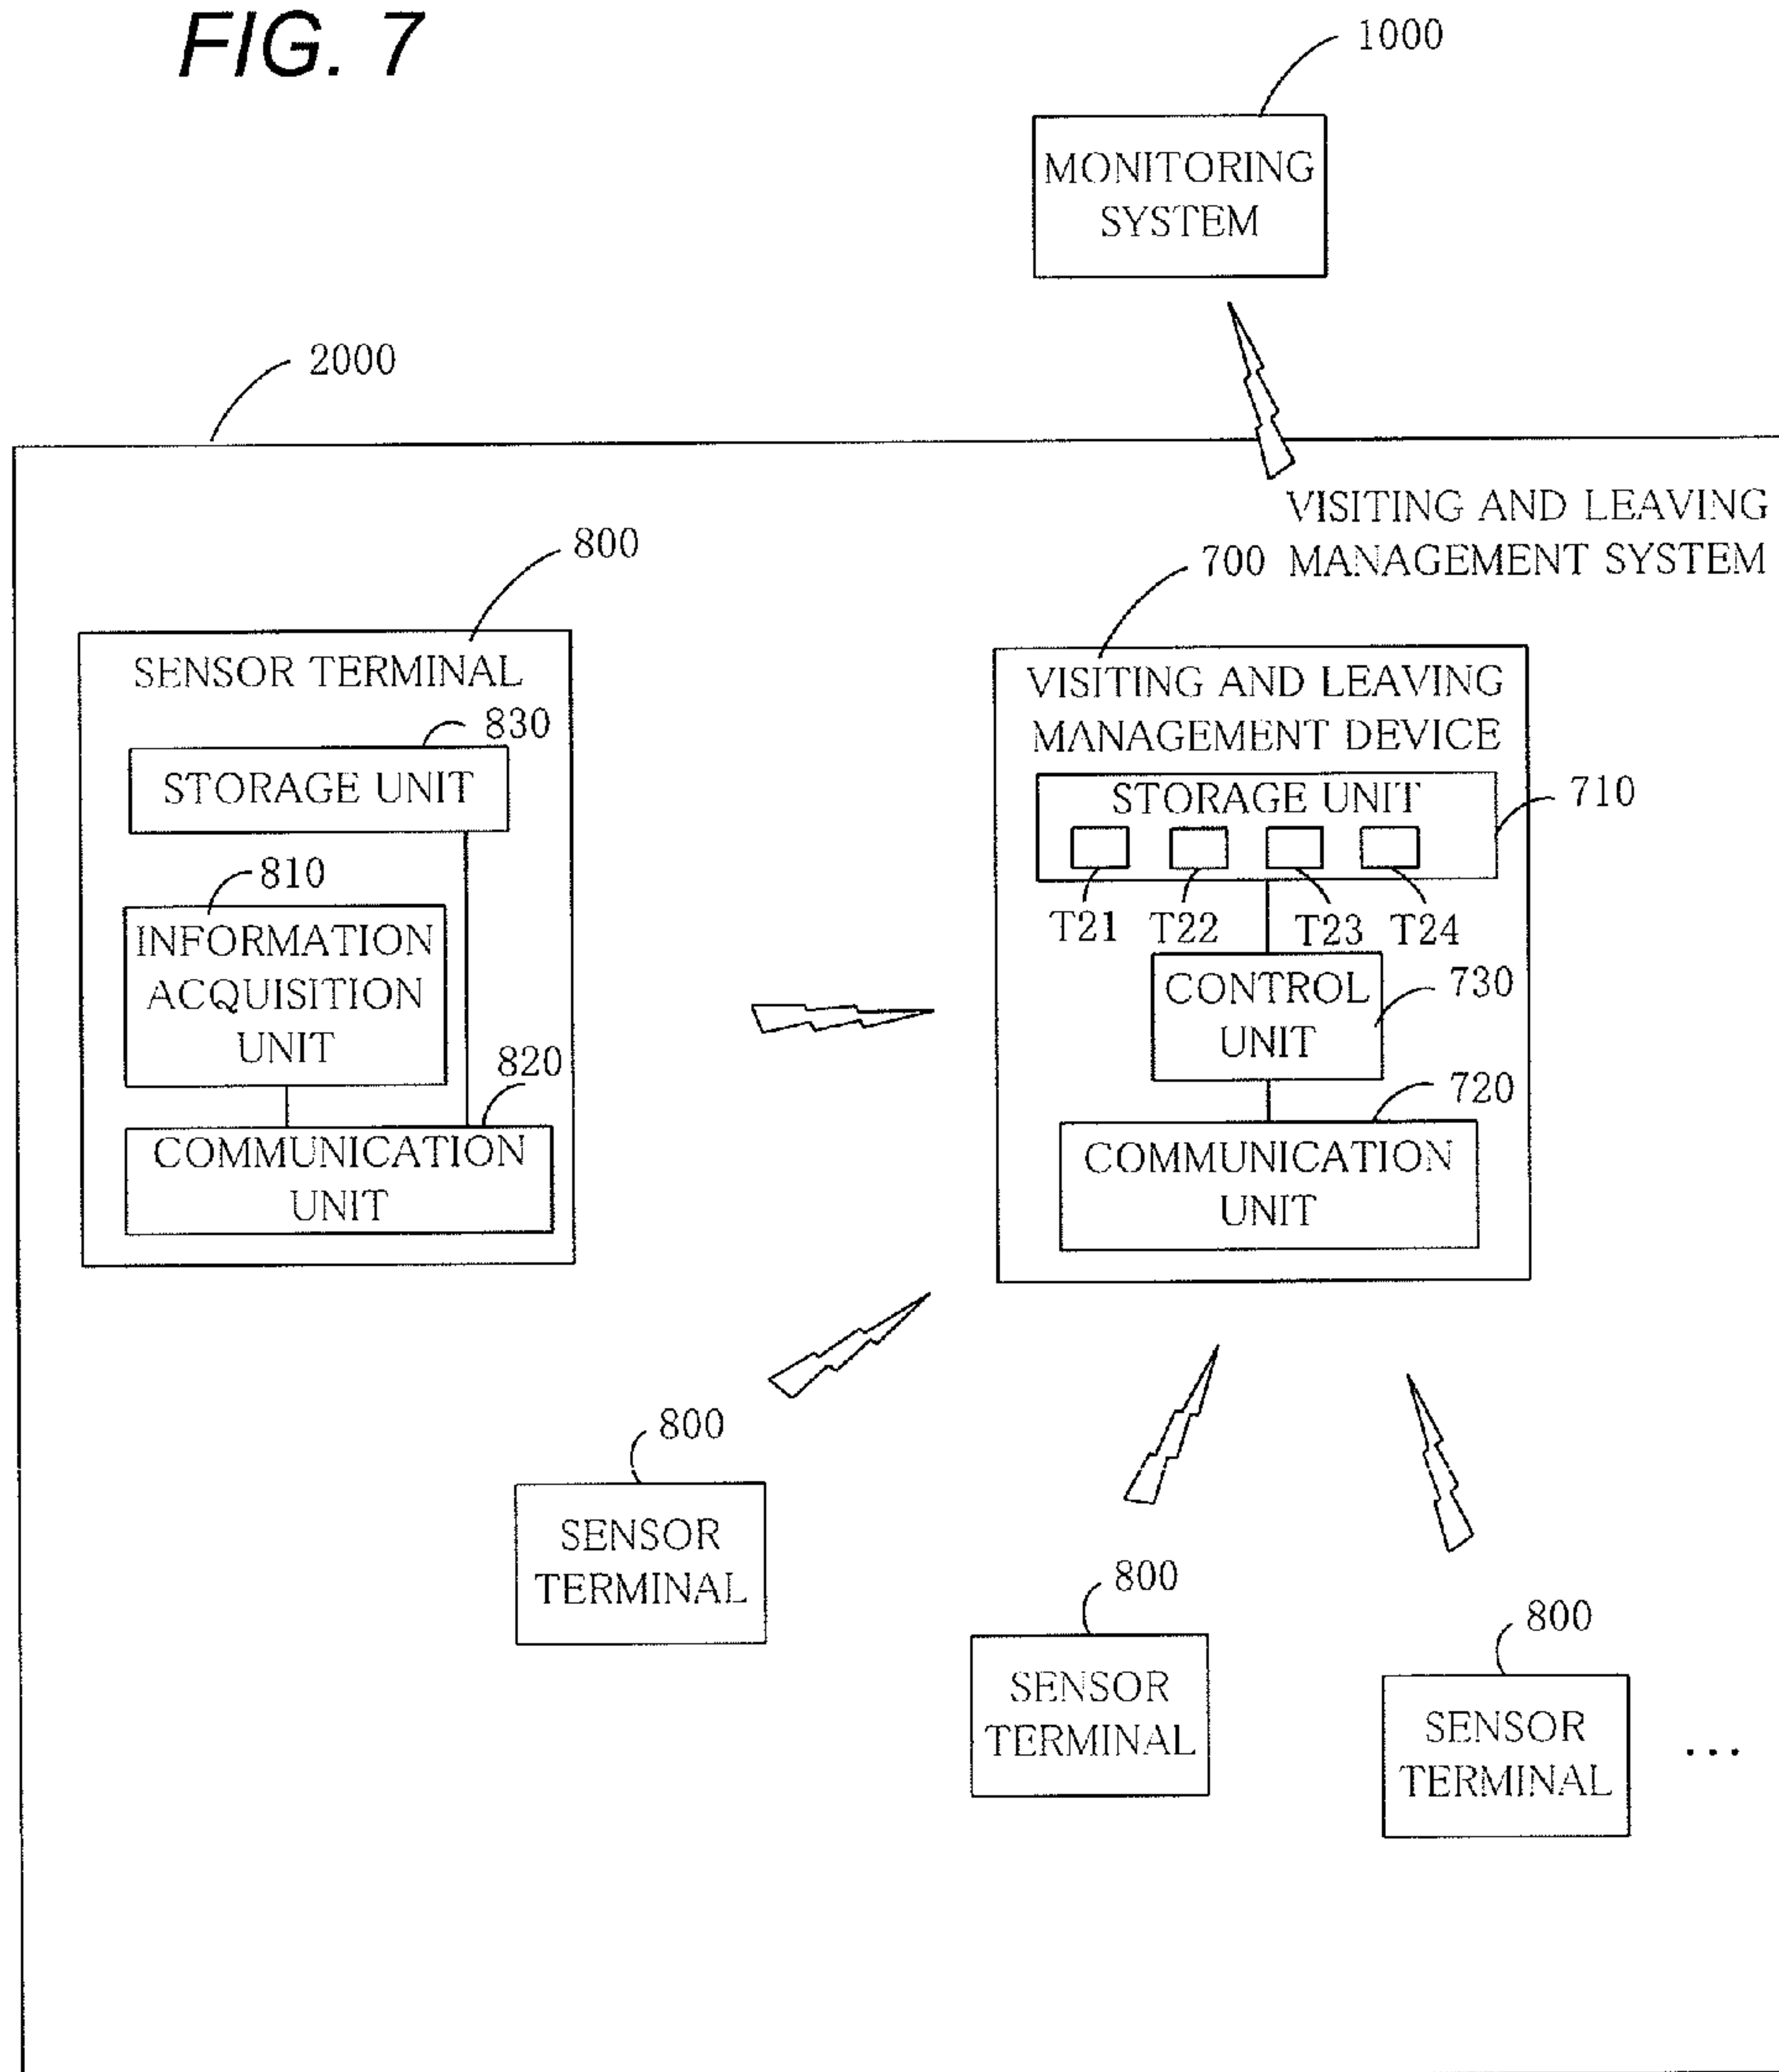 FIG. 7
1000
MONITORING
SYSTEM
2000
VISITING AND LEAVING
MANAGEMENT SYSTEM
800
SENSOR TERMINAL
830
STORAGE UNIT
810
INFORMATION
ACQUISITION
UNIT
820
COMMUNICATION
UNIT
700
VISITING AND LEAVING
MANAGEMENT DEVICE
STORAGE UNIT
710
T21 T22 T23 T24
CONTROL
UNIT
730
720
COMMUNICATION
UNIT
800
SENSOR
TERMINAL
800
SENSOR
TERMINAL
800
SENSOR
TERMINAL
...